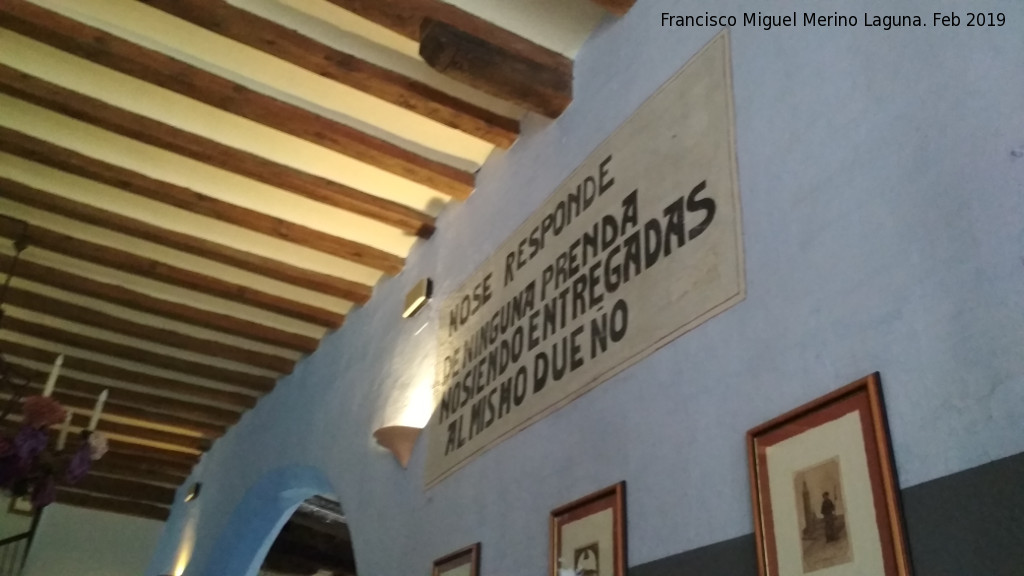 Francisco Miguel Merino Laguna. Feb 2019
NOSE RESPONDE
DE NINGUNA PRENDA
NOSIENDO ENTREGADAS
AL MISMO DUEÑO